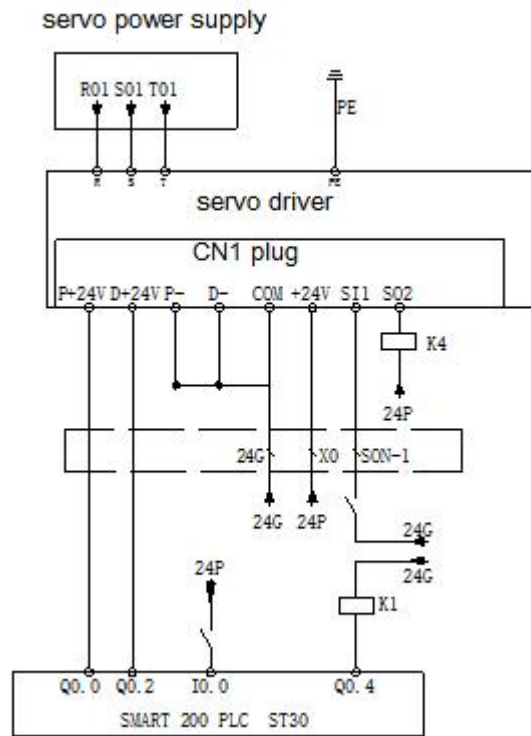 servo power supply
R01 S01 T01
PE
R S T PE
servo driver
CN1 plug
P+24V D+24V P- D- COM +24V SI1 SO2
K4
24P
24G X0 SON-1
24G 24P
24G
24P 24G
K1
Q0.0 Q0.2 I0.0 Q0.4
SMART 200 PLC ST30